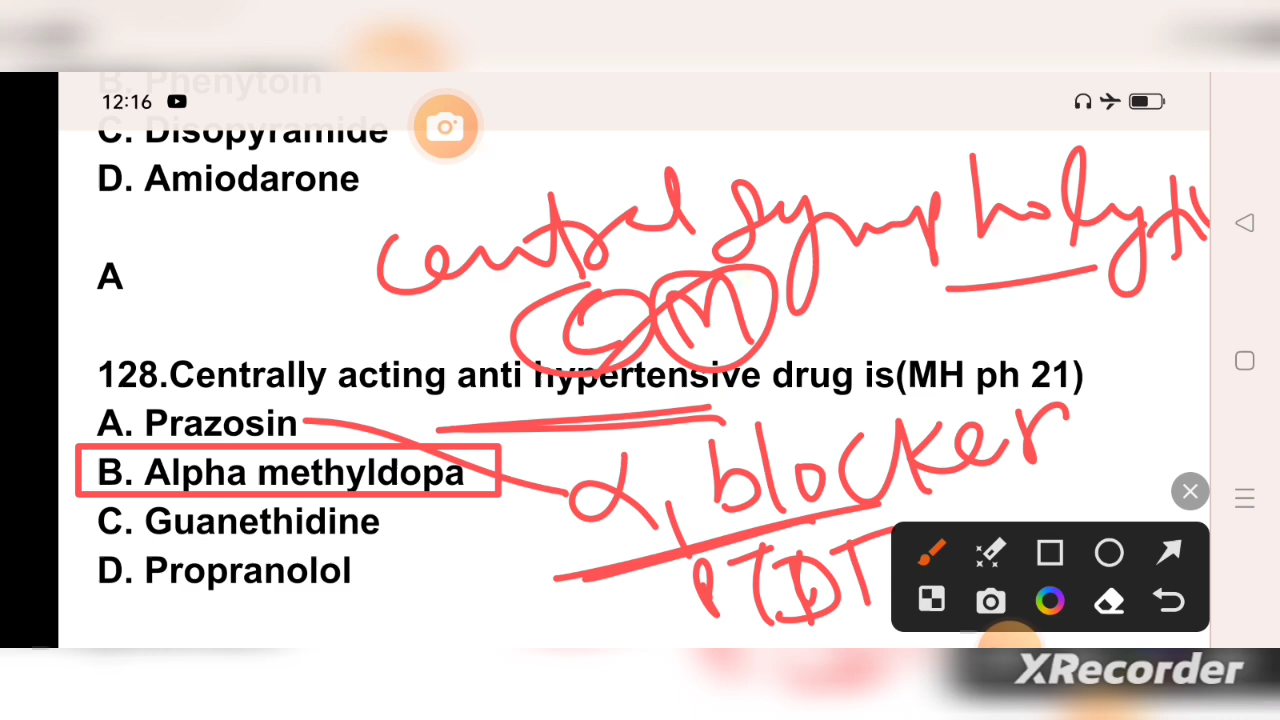 B. Phenytoin
12:16
C. Disopyramide
D. Amiodarone
central sympholyti
A
C M
128.Centrally acting anti hypertensive drug is(MH ph 21)
A. Prazosin
α1 blocker
B. Alpha methyldopa
C. Guanethidine
D. Propranolol
XRecorder